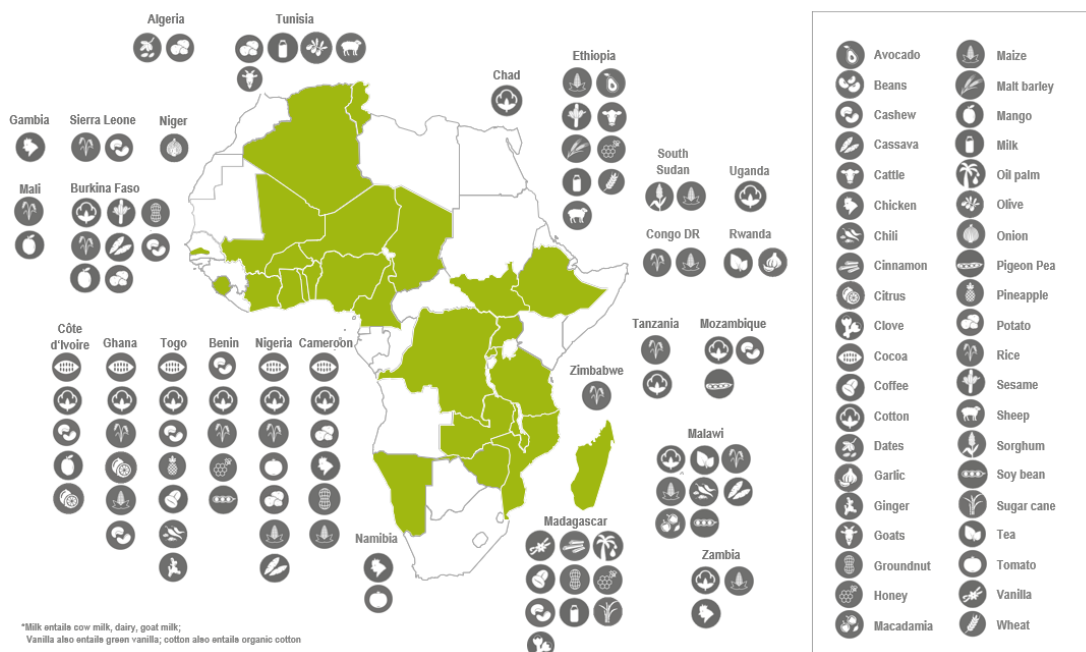 Algeria
Tunisia
Ethiopia
Chad
Gambia
Sierra Leone
Niger
South
Sudan
Uganda
Mali
Burkina Faso
Congo DR
Rwanda
Côte
d'Ivoire
Ghana
Togo
Benin
Nigeria
Cameroon
Tanzania
Mozambique
Zimbabwe
Malawi
Namibia
Madagascar
Zambia
*Milk entails cow milk, dairy, goat milk;
Vanilla also entails green vanilla; cotton also entails organic cotton
Avocado
Beans
Cashew
Cassava
Cattle
Chicken
Chili
Cinnamon
Citrus
Clove
Cocoa
Coffee
Cotton
Dates
Garlic
Ginger
Goats
Groundnut
Honey
Macadamia
Maize
Malt barley
Mango
Milk
Oil palm
Olive
Onion
Pigeon Pea
Pineapple
Potato
Rice
Sesame
Sheep
Sorghum
Soy bean
Sugar cane
Tea
Tomato
Vanilla
Wheat